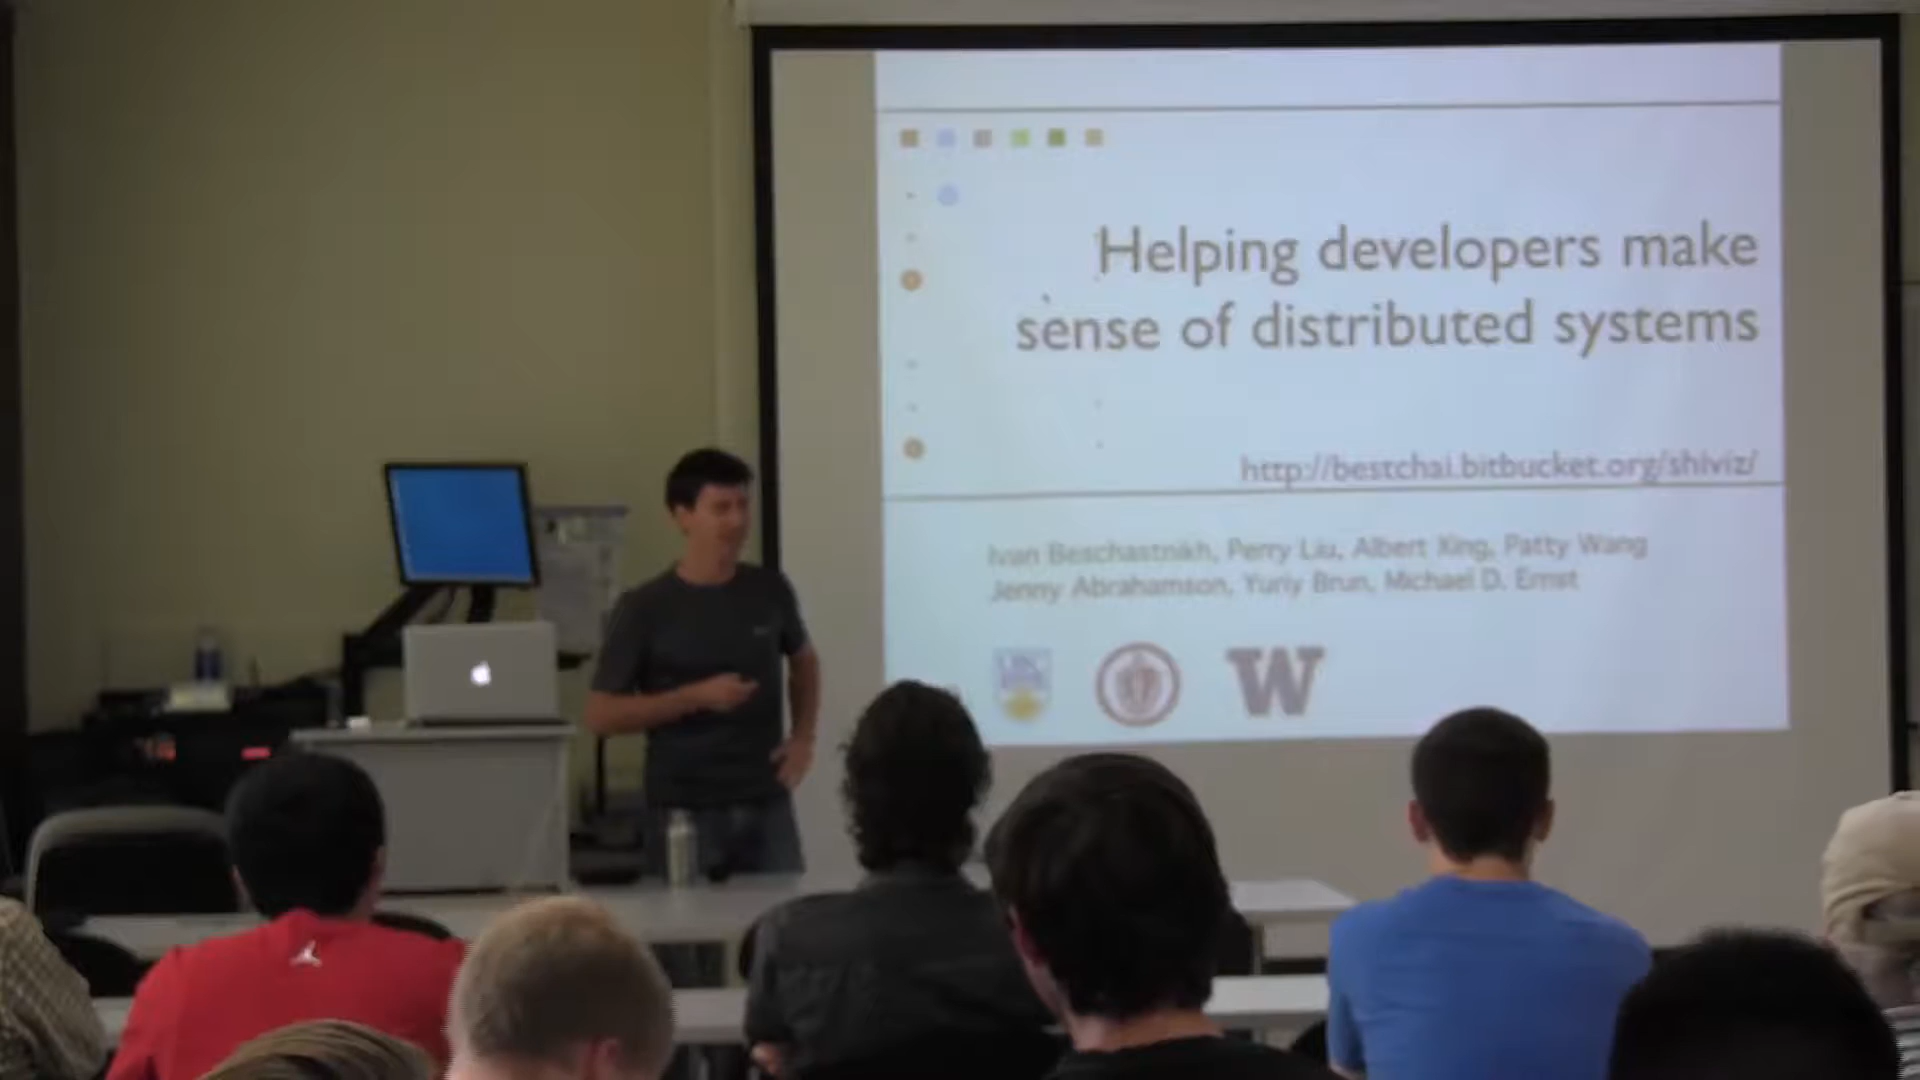 Helping developers make
sense of distributed systems
http://bestchai.bitbucket.org/shiviz/
Ivan Beschastnikh, Perry Liu, Albert Xing, Patty Wang
Jenny Abrahamson, Yuriy Brun, Michael D. Ernst
UBC
W